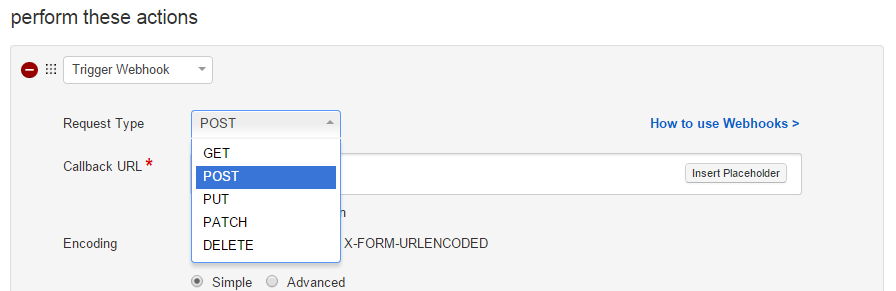 perform these actions
Trigger Webhook
Request Type POST How to use Webhooks >
GET
Callback URL * Insert Placeholder
POST
PUT
PATCH
Encoding DELETE X-FORM-URLENCODED
Simple Advanced